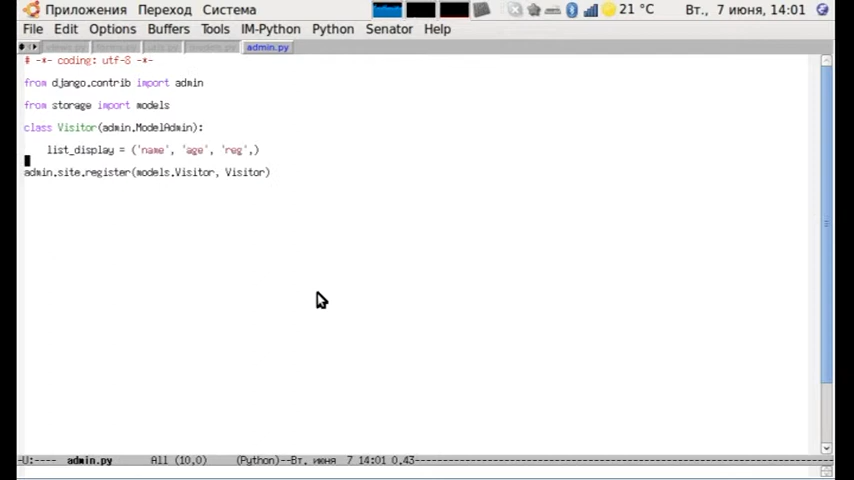 Приложения Переход Система 21 °C Вт., 7 июня, 14:01
File Edit Options Buffers Tools IM-Python Python Senator Help
admin.py
# -*- coding: utf-8 -*-
from django.contrib import admin
from storage import models
class Visitor(admin.ModelAdmin):
list_display = ('name', 'age', 'reg',)
admin.site.register(models.Visitor, Visitor)
-U:---- admin.py All (10,0) (Python)--Вт, июня 7 14:01 0.43